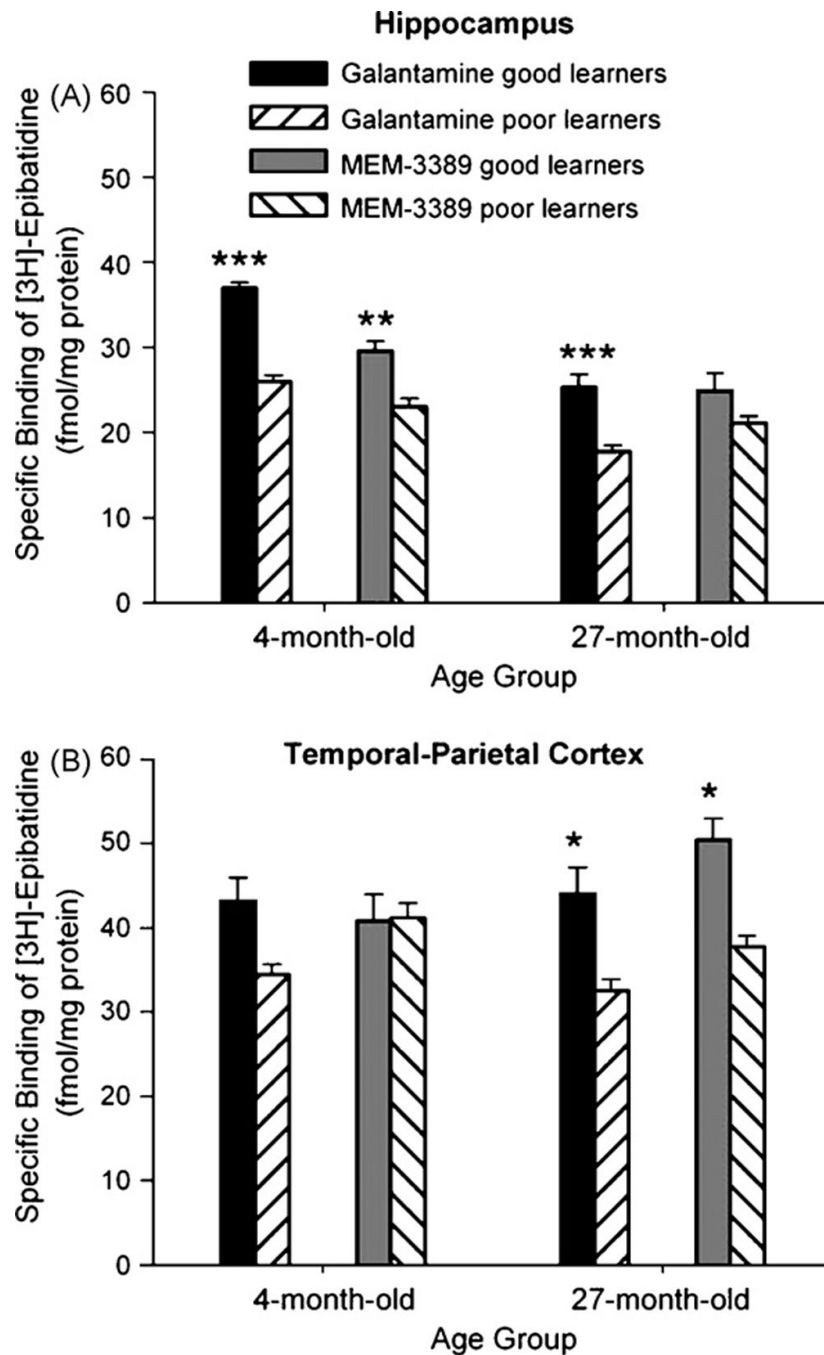 Hippocampus
(A)
Galantamine good learners
Galantamine poor learners
MEM-3389 good learners
MEM-3389 poor learners
Specific Binding of [3H]-Epibatidine
(fmol/mg protein)
60
50
40
30
20
10
0
***
**
***
4-month-old
27-month-old
Age Group
(B)
Temporal-Parietal Cortex
Specific Binding of [3H]-Epibatidine
(fmol/mg protein)
60
50
40
30
20
10
0
*
*
4-month-old
27-month-old
Age Group